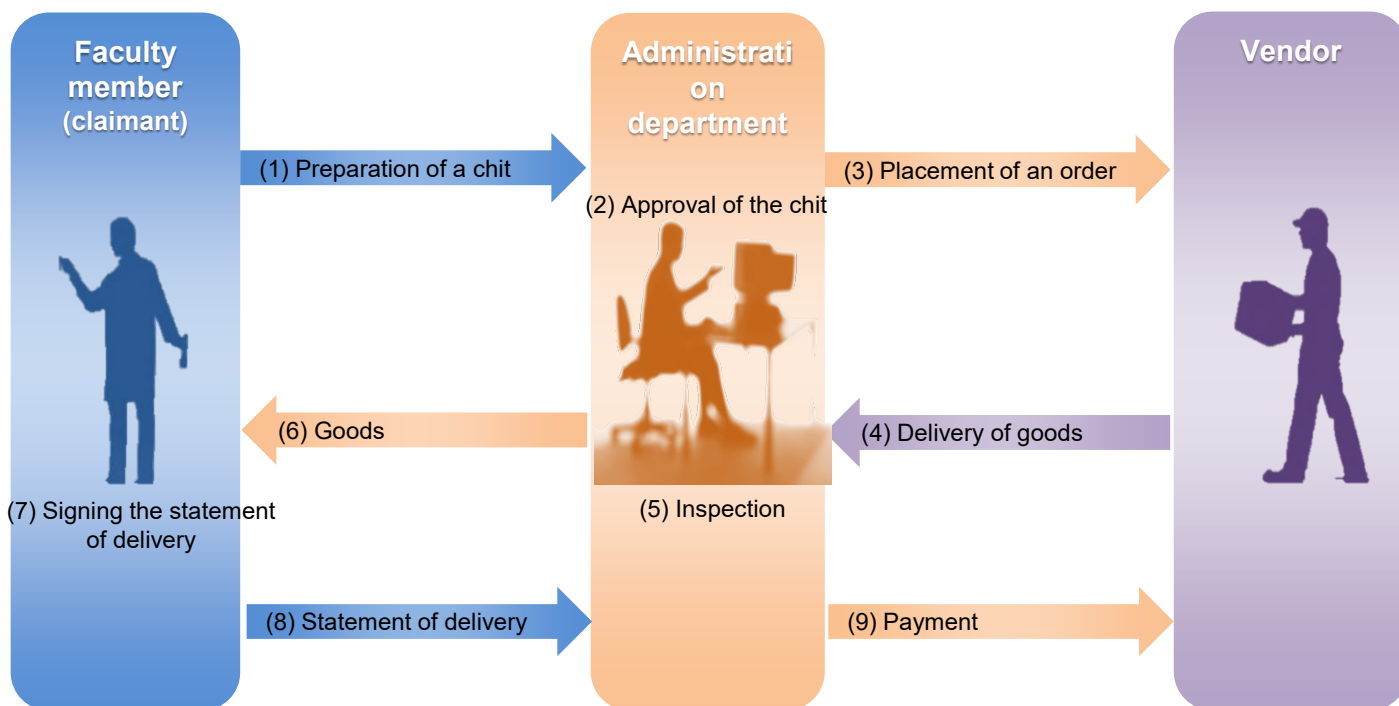 Faculty
member
(claimant)
Administrati
on
department
Vendor
(1) Preparation of a chit
(2) Approval of the chit
(3) Placement of an order
(4) Delivery of goods
(5) Inspection
(6) Goods
(7) Signing the statement
of delivery
(8) Statement of delivery
(9) Payment